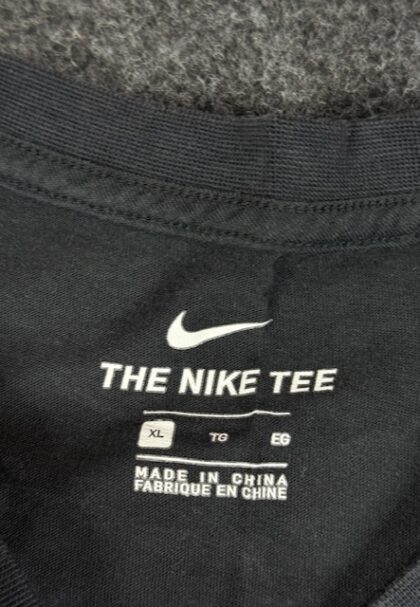 THE NIKE TEE
XL TG EG
MADE IN CHINA
FABRIQUE EN CHINE